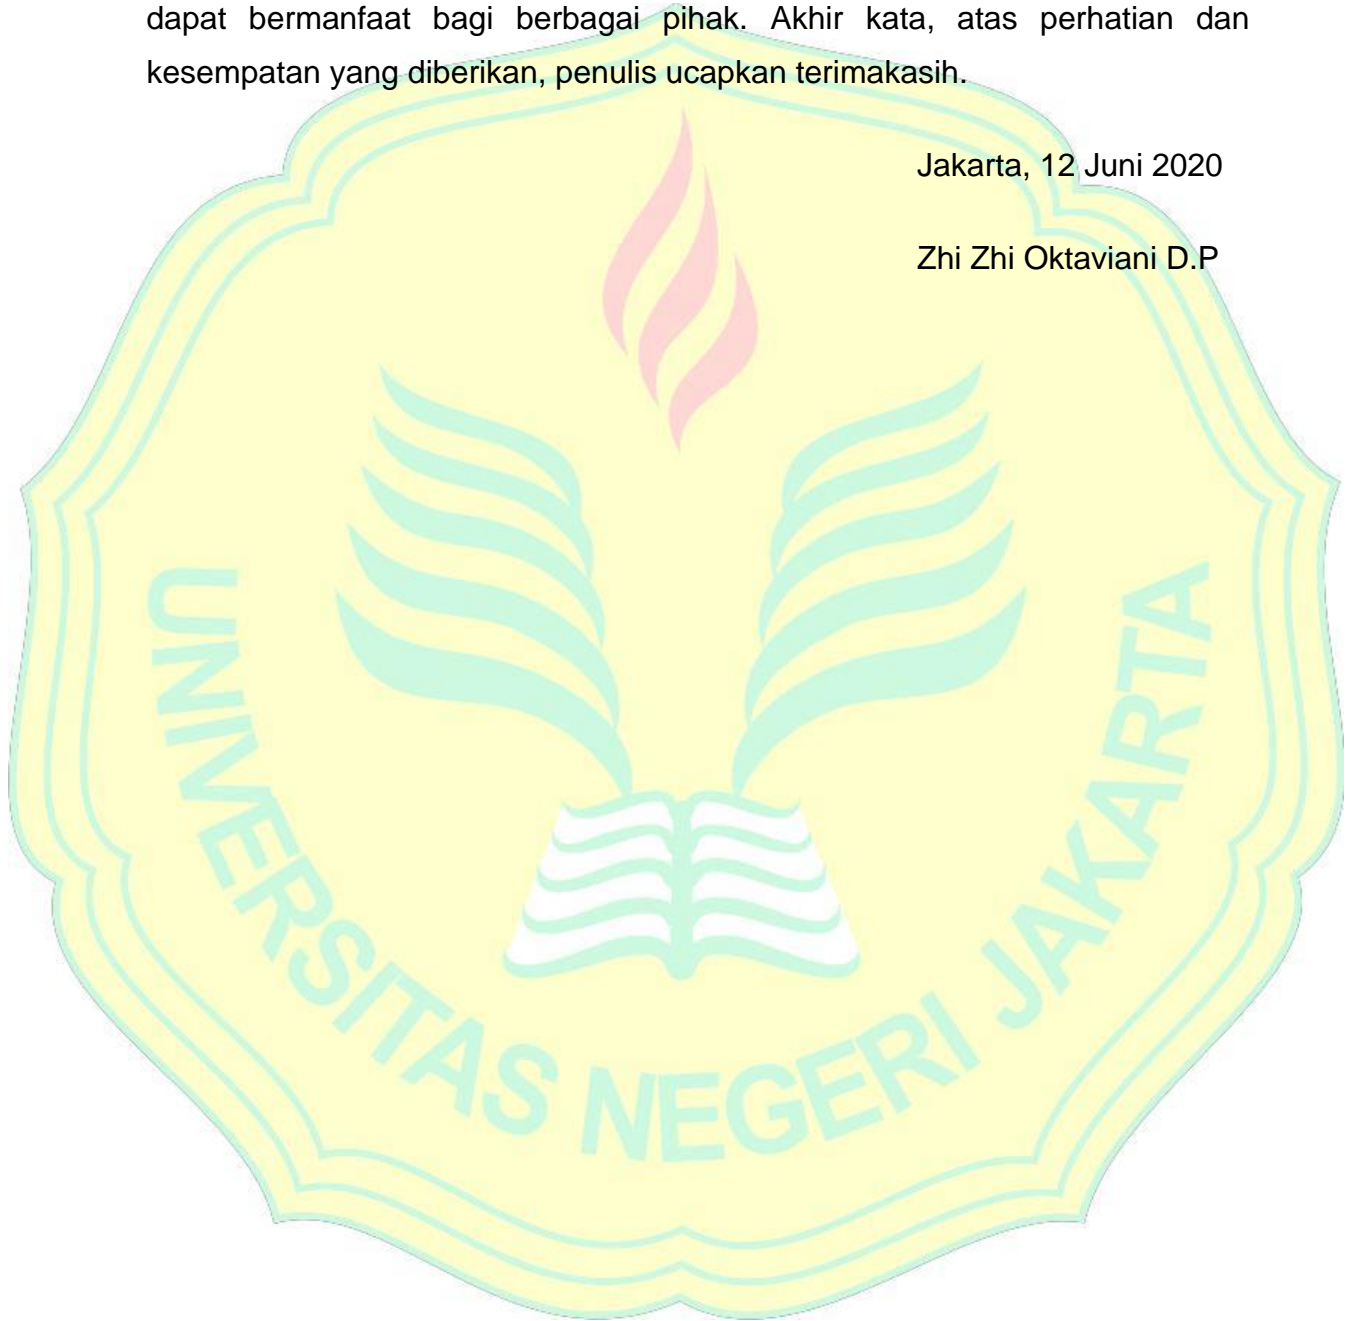 dapat bermanfaat bagi berbagai pihak. Akhir kata, atas perhatian dan
kesempatan yang diberikan, penulis ucapkan terimakasih.
Jakarta, 12 Juni 2020
Zhi Zhi Oktaviani D.P
UNIVERSITAS NEGERI JAKARTA